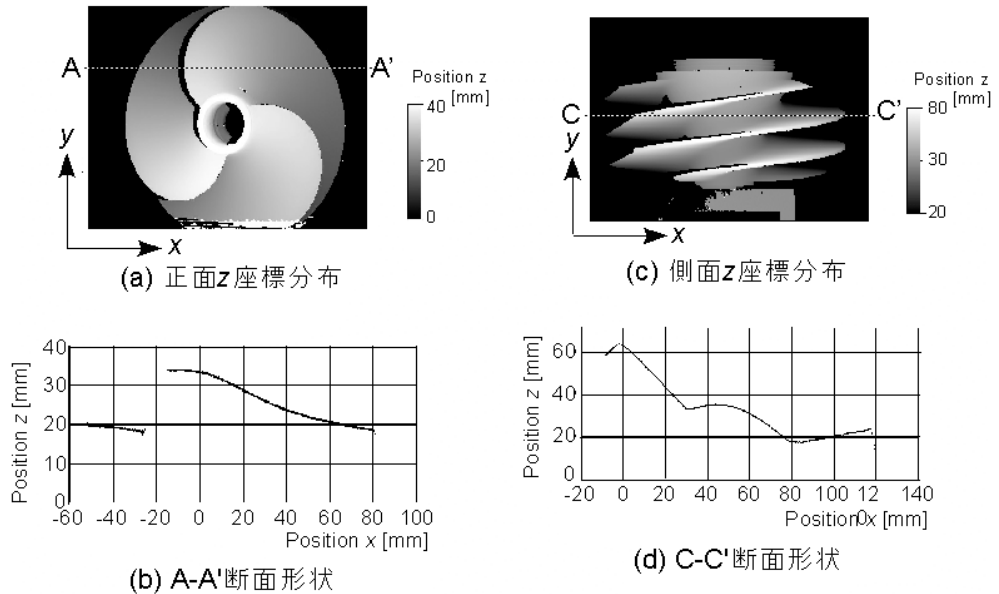 A
A'
Position z
[mm]
40
20
0
y
x
(a) 正面z座標分布
C
C'
Position z
[mm]
80
30
20
y
x
(c) 側面z座標分布
Position z [mm]
40
30
20
10
0
-60 -40 -20 0 20 40 60 80 100
Position x [mm]
(b) A-A'断面形状
Position z [mm]
60
40
20
0
-20 0 20 40 60 80 100 120 140
Position x [mm]
(d) C-C'断面形状